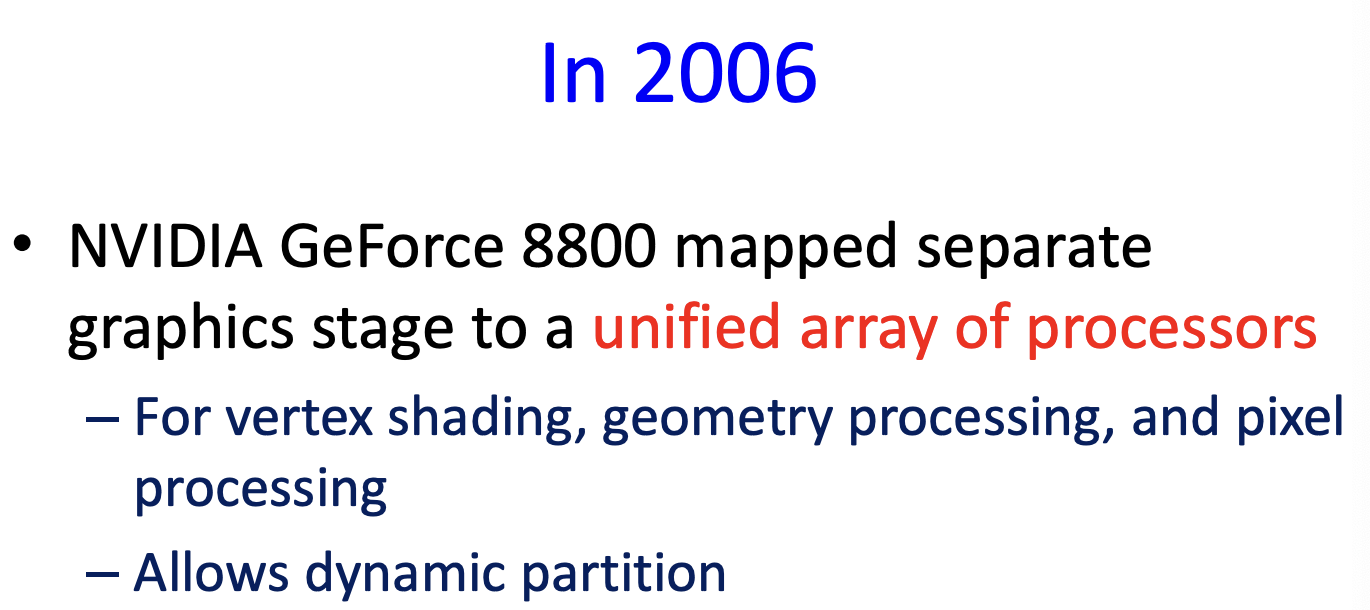 In 2006
• NVIDIA GeForce 8800 mapped separate
graphics stage to a unified array of processors
– For vertex shading, geometry processing, and pixel
processing
– Allows dynamic partition